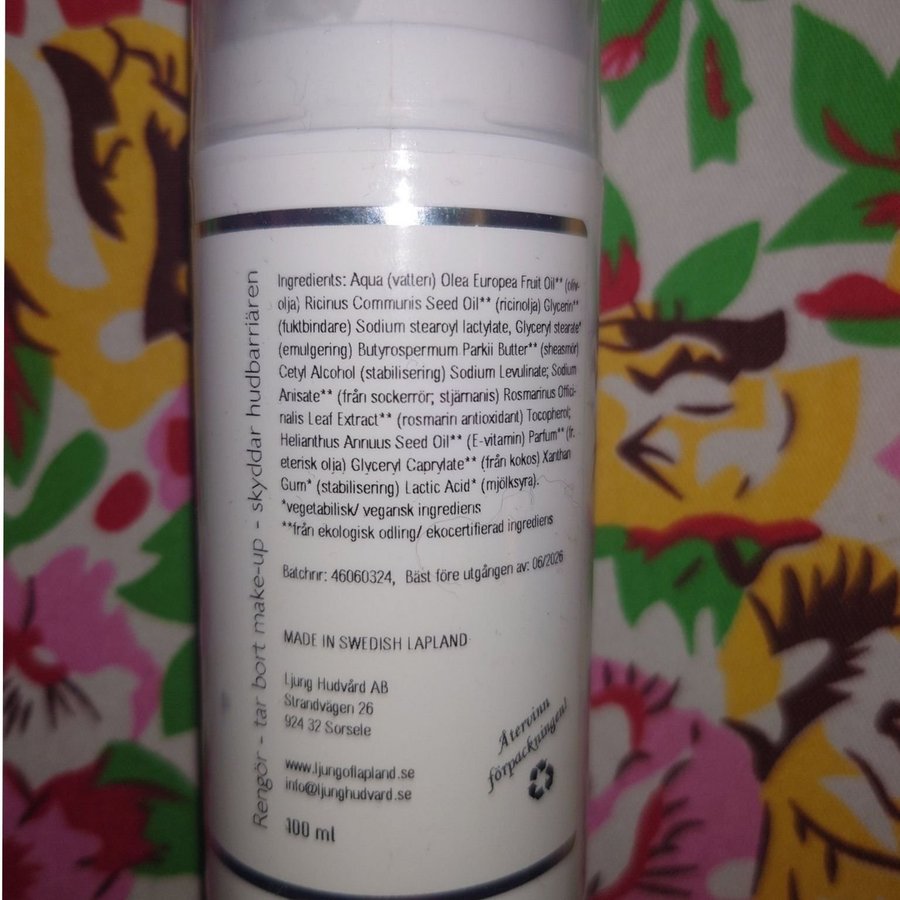 Rengör - tar bort make-up - skyddar hudbarriären
Ingredients: Aqua (vatten) Olea Europea Fruit Oil** (oliv-
olja) Ricinus Communis Seed Oil** (ricinolja) Glycerin**
(fuktbindare) Sodium stearoyl lactylate, Glyceryl stearate*
(emulgering) Butyrospermum Parkii Butter** (sheasmör)
Cetyl Alcohol (stabilisering) Sodium Levulinate; Sodium
Anisate** (från sockerrör; stjärnanis) Rosmarinus Offici-
nalis Leaf Extract** (rosmarin antioxidant) Tocopherol;
Helianthus Annuus Seed Oil** (E-vitamin) Parfum** (fr.
eterisk olja) Glyceryl Caprylate** (från kokos) Xanthan
Gum* (stabilisering) Lactic Acid* (mjölksyra).
*vegetabilisk/ vegansk ingrediens
**från ekologisk odling/ ekocertifierad ingrediens
Batchnr: 46060324, Bäst före utgången av: 06/2026
MADE IN SWEDISH LAPLAND
Ljung Hudvård AB
Strandvägen 26
924 32 Sorsele
www.ljungoflapland.se
info@ljunghudvard.se
100 ml
Återvinn
förpackningen!